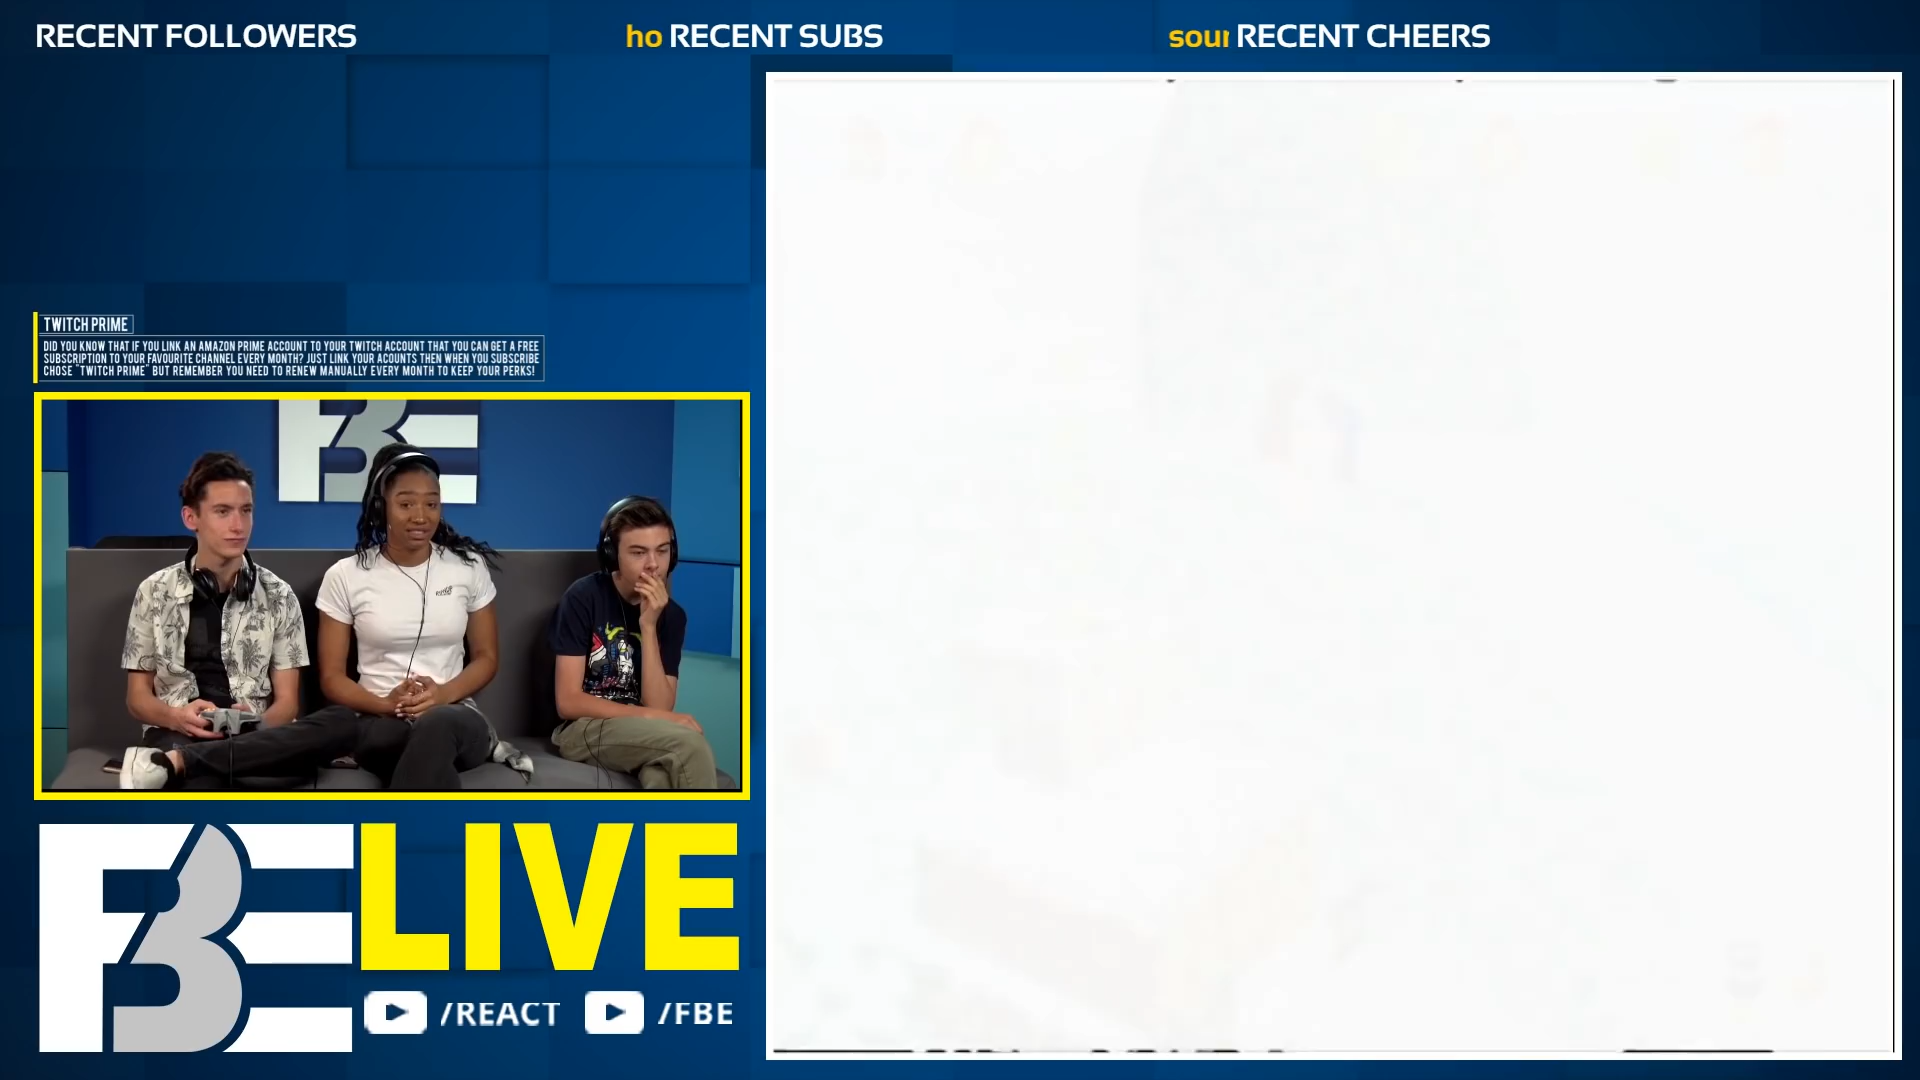 RECENT FOLLOWERS
ho RECENT SUBS
sour RECENT CHEERS
TWITCH PRIME
DID YOU KNOW THAT IF YOU LINK AN AMAZON PRIME ACCOUNT TO YOUR TWITCH ACCOUNT THAT YOU CAN GET A FREE
SUBSCRIPTION TO YOUR FAVOURITE CHANNEL EVERY MONTH? JUST LINK YOUR ACOUNTS THEN WHEN YOU SUBSCRIBE
CHOSE "TWITCH PRIME" BUT REMEMBER YOU NEED TO RENEW MANUALLY EVERY MONTH TO KEEP YOUR PERKS!
FBE
FBE LIVE
/REACT /FBE